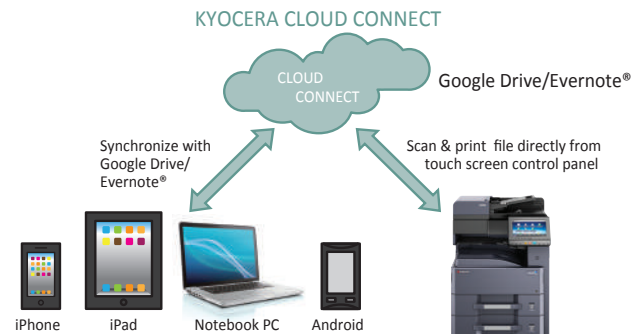 KYOCERA CLOUD CONNECT
CLOUD
CONNECT
Google Drive/Evernote®
Synchronize with
Google Drive/
Evernote®
Scan & print file directly from
touch screen control panel
iPhone
iPad
Notebook PC
Android